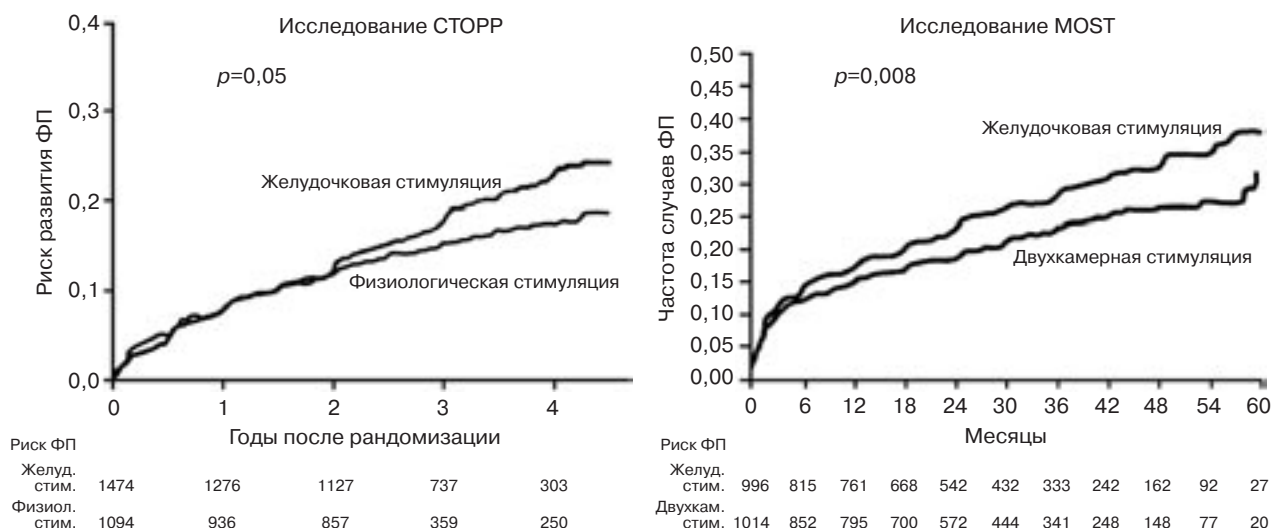 Исследование CTOPP
p=0,05
Риск развития ФП
0,4
0,3
0,2
0,1
0,0
Желудочковая стимуляция
Физиологическая стимуляция
0 1 2 3 4
Годы после рандомизации
Риск ФП
Желуд.
стим. 1474 1276 1127 737 303
Физиол.
стим. 1094 936 857 359 250
Исследование MOST
p=0,008
Частота случаев ФП
0,50
0,45
0,40
0,35
0,30
0,25
0,20
0,15
0,10
0,05
0,00
Желудочковая стимуляция
Двухкамерная стимуляция
0 6 12 18 24 30 36 42 48 54 60
Месяцы
Риск ФП
Желуд.
стим. 996 815 761 668 542 432 333 242 162 92 27
Двухкам.
стим. 1014 852 795 700 572 444 341 248 148 77 20